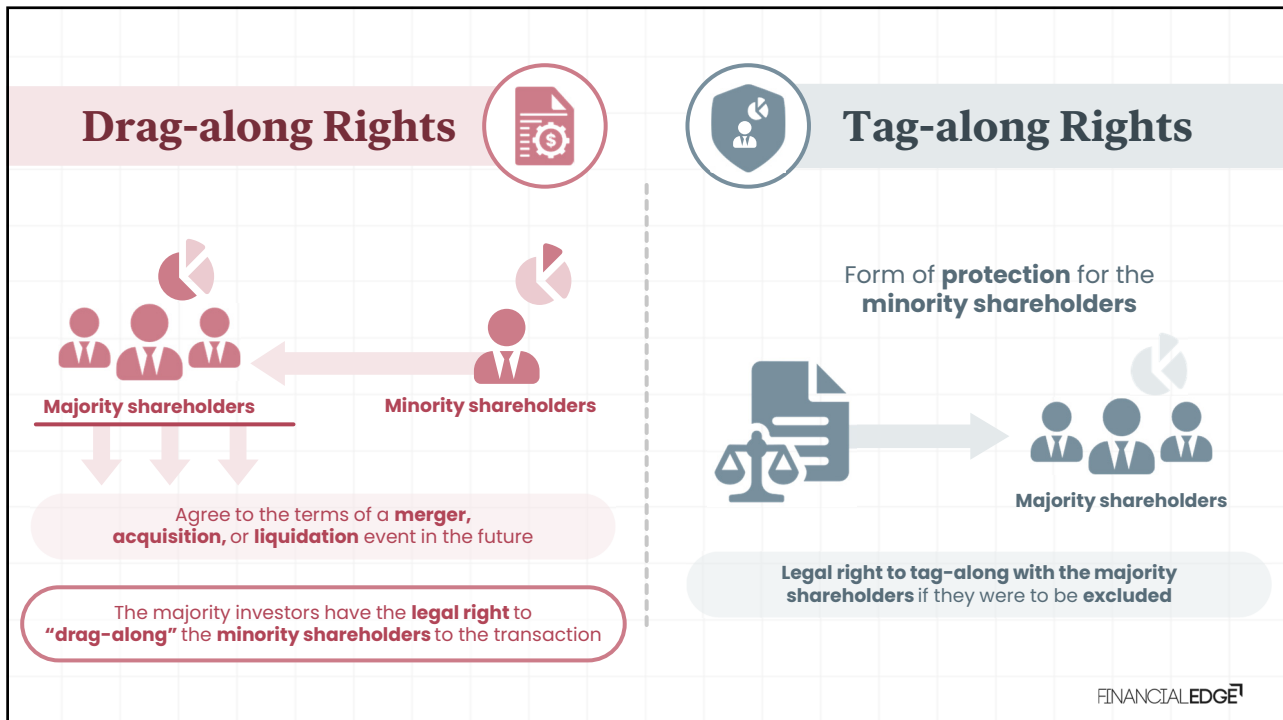 Drag-along Rights
$
Majority shareholders
Minority shareholders
Agree to the terms of a merger,
acquisition, or liquidation event in the future
The majority investors have the legal right to
“drag-along” the minority shareholders to the transaction
Tag-along Rights
Form of protection for the
minority shareholders
Majority shareholders
Legal right to tag-along with the majority
shareholders if they were to be excluded
FINANCIALEDGE